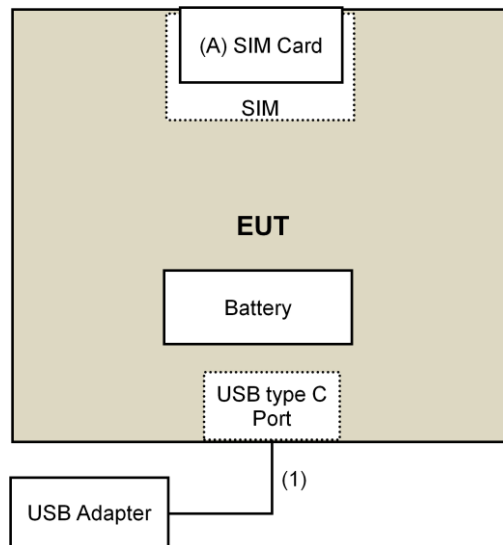 (A) SIM Card
SIM
EUT
Battery
USB type C
Port
(1)
USB Adapter